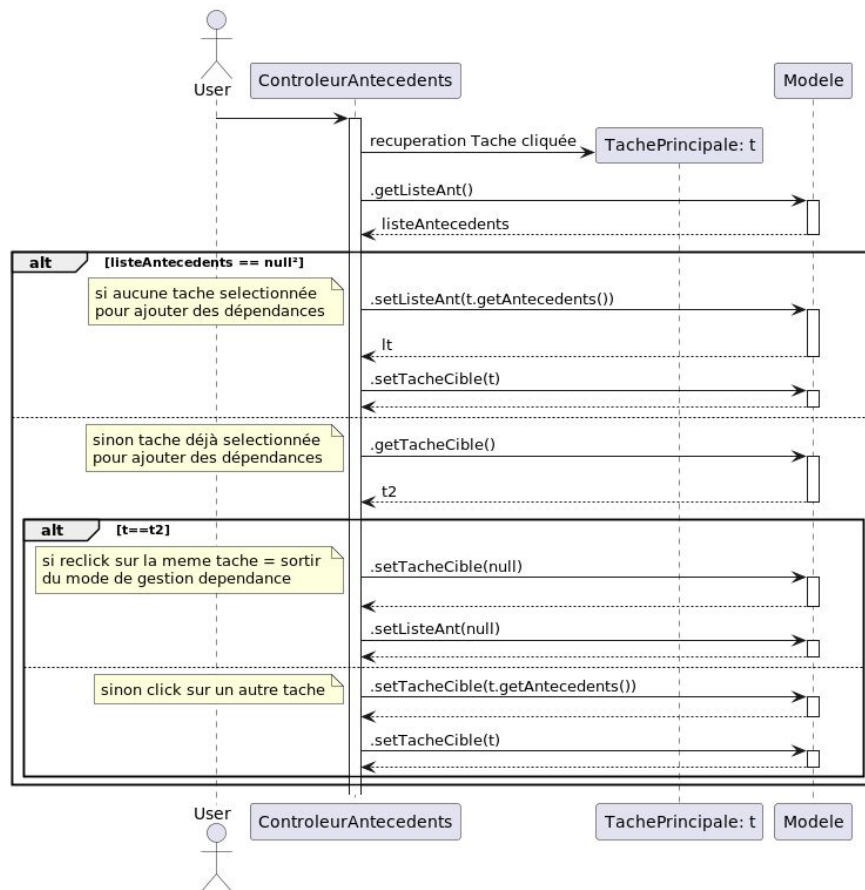 User
ControleurAntecedents
Modele
recuperation Tache cliquée
TachePrincipale: t
.getListeAnt()
listeAntecedents
alt
[listeAntecedents == null²]
si aucune tache selectionnée
pour ajouter des dépendances
.setListeAnt(t.getAntecedents())
lt
.setTacheCible(t)
sinon tache déjà selectionnée
pour ajouter des dépendances
.getTacheCible()
t2
alt
[t==t2]
si reclick sur la meme tache = sortir
du mode de gestion dependance
.setTacheCible(null)
.setListeAnt(null)
sinon click sur un autre tache
.setTacheCible(t.getAntecedents())
.setTacheCible(t)
User
ControleurAntecedents
TachePrincipale: t
Modele